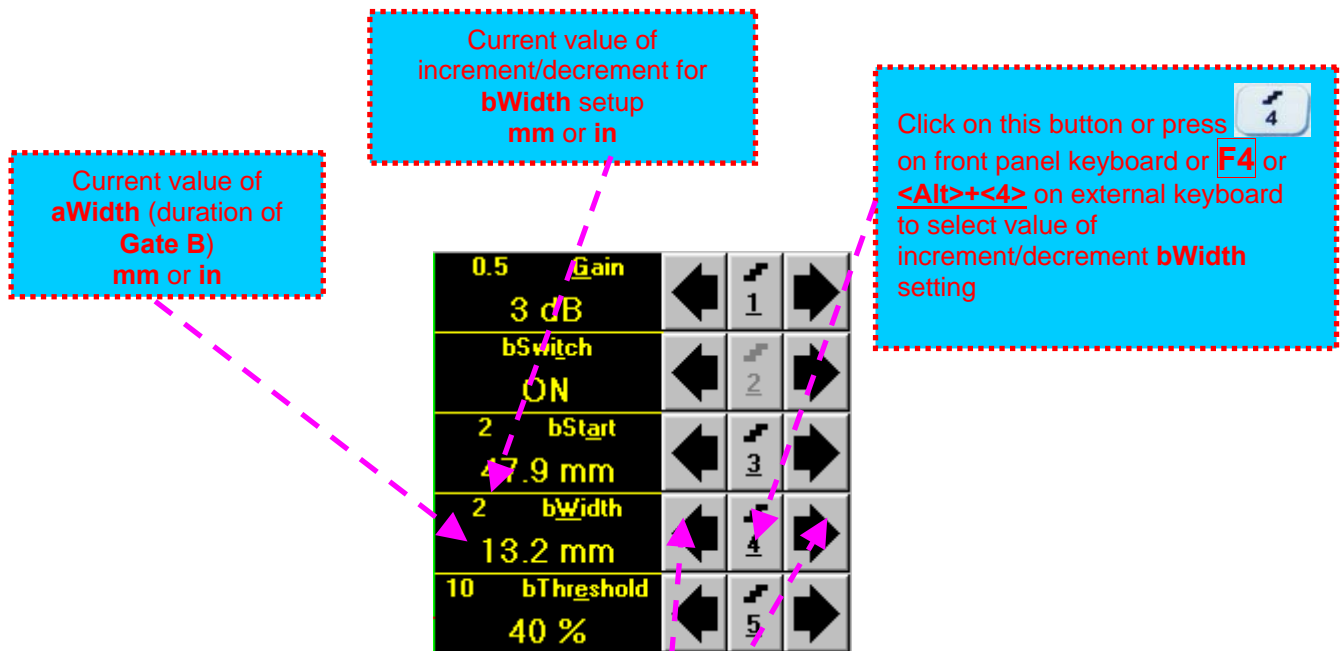 Current value of
increment/decrement for
bWidth setup
mm or in
Click on this button or press 4
on front panel keyboard or F4 or
<Alt>+<4> on external keyboard
to select value of
increment/decrement bWidth
setting
Current value of
aWidth (duration of
Gate B)
mm or in
0.5 Gain
3 dB
1
bSwitch
ON
2
2 bStart
47.9 mm
3
2 bWidth
13.2 mm
4
10 bThreshold
40 %
5